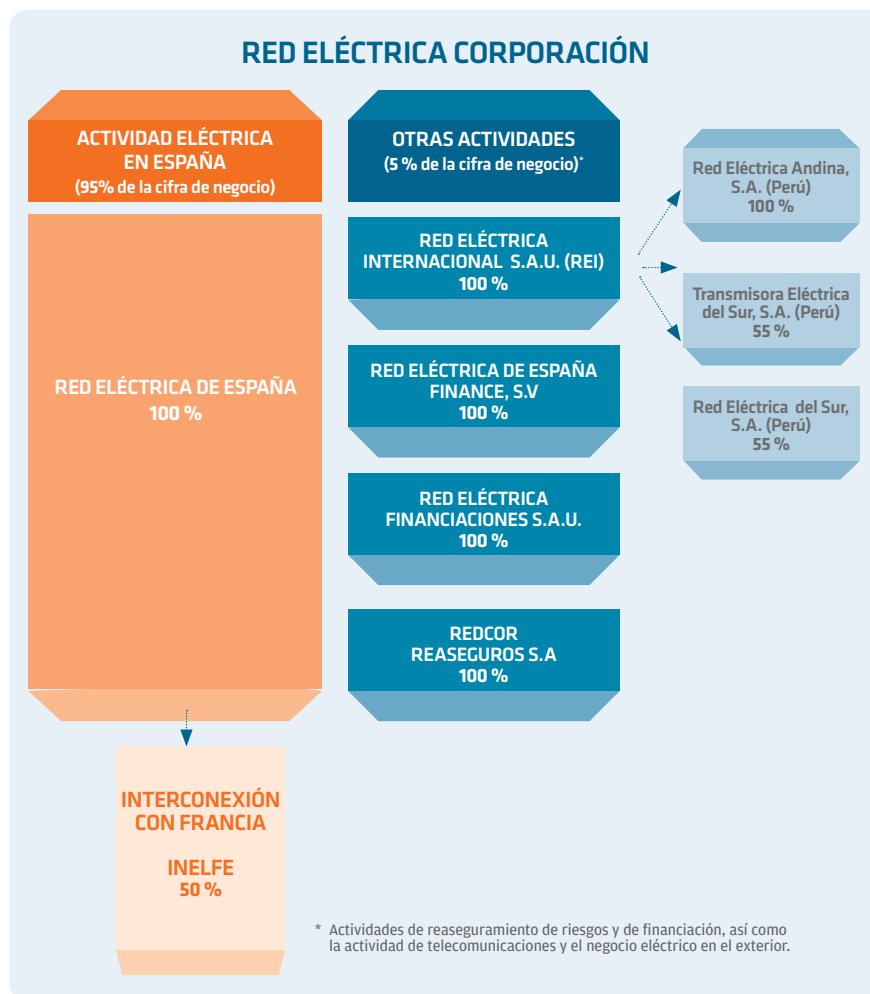 RED ELÉCTRICA CORPORACIÓN
ACTIVIDAD ELÉCTRICA
EN ESPAÑA
(95% de la cifra de negocio)
RED ELÉCTRICA DE ESPAÑA
100 %
INTERCONEXIÓN
CON FRANCIA
INELFE
50 %
OTRAS ACTIVIDADES
(5 % de la cifra de negocio)*
RED ELÉCTRICA
INTERNACIONAL S.A.U. (REI)
100 %
RED ELÉCTRICA DE ESPAÑA
FINANCE, S.V
100 %
RED ELÉCTRICA
FINANCIACIONES S.A.U.
100 %
REDCOR
REASEGUROS S.A
100 %
Red Eléctrica Andina,
S.A. (Perú)
100 %
Transmisora Eléctrica
del Sur, S.A. (Perú)
55 %
Red Eléctrica del Sur,
S.A. (Perú)
55 %
* Actividades de reaseguramiento de riesgos y de financiación, así como
la actividad de telecomunicaciones y el negocio eléctrico en el exterior.